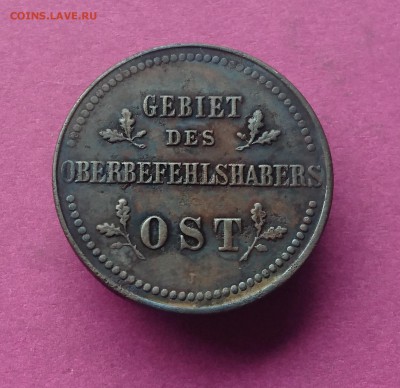 COINS.LAVE.RU
GEBIET
DES
OBERBEFEHLSHABERS
OST